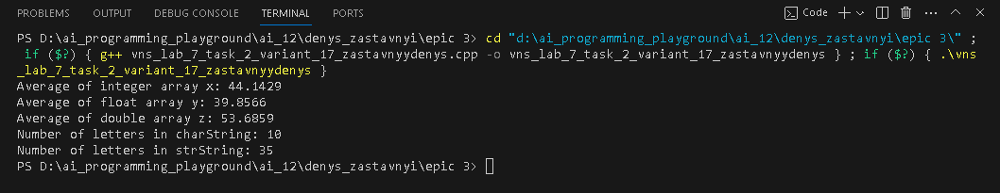 PROBLEMS OUTPUT DEBUG CONSOLE TERMINAL PORTS Code
PS D:\ai_programming_playground\ai_12\denys_zastavnyi\epic 3> cd "d:\ai_programming_playground\ai_12\denys_zastavnyi\epic 3\" ;
if ($?) { g++ vns_lab_7_task_2_variant_17_zastavnyydenys.cpp -o vns_lab_7_task_2_variant_17_zastavnyydenys } ; if ($?) { .\vns
_lab_7_task_2_variant_17_zastavnyydenys }
Average of integer array x: 44.1429
Average of float array y: 39.8566
Average of double array z: 53.6859
Number of letters in charString: 10
Number of letters in strString: 35
PS D:\ai_programming_playground\ai_12\denys_zastavnyi\epic 3>